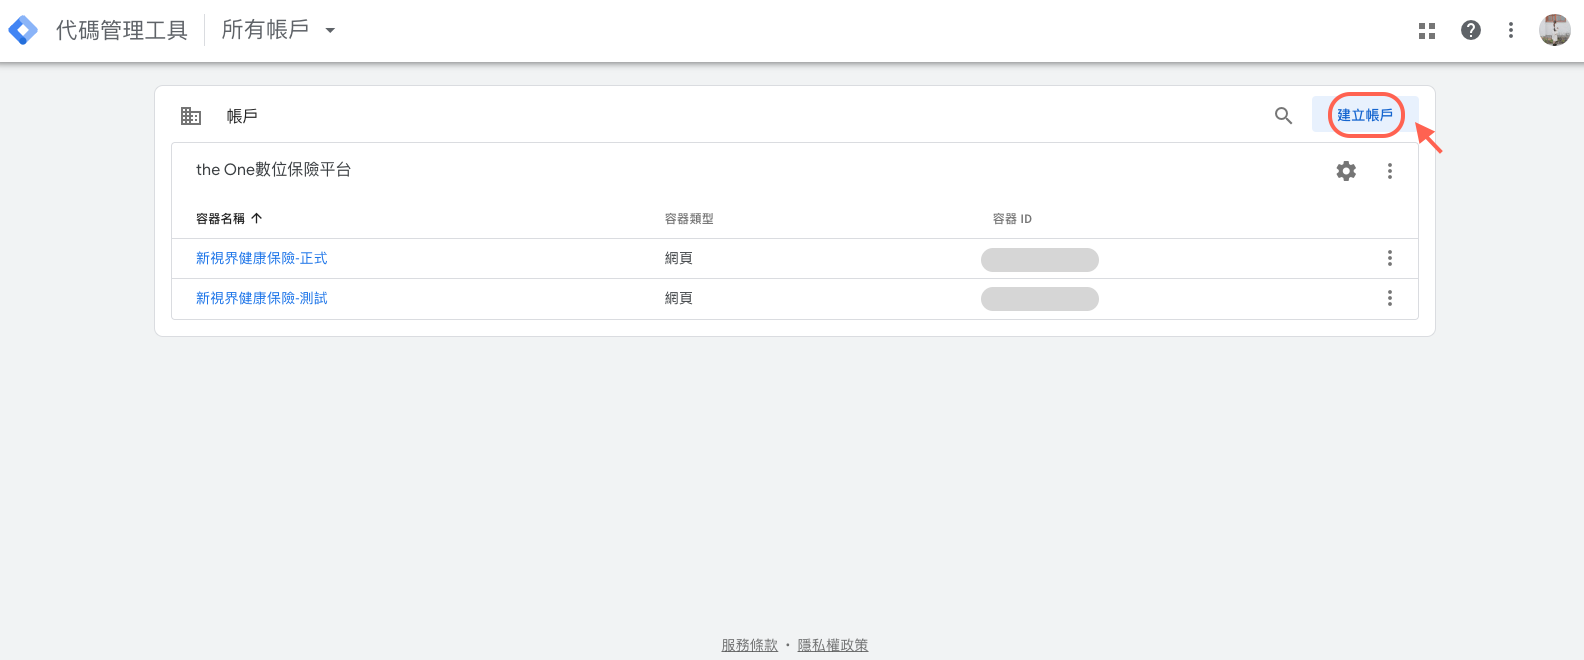 代碼管理工具 所有帳戶
帳戶 建立帳戶
the One數位保險平台
容器名稱 容器類型 容器 ID
新視界健康保險-正式 網頁
新視界健康保險-測試 網頁
服務條款 · 隱私權政策